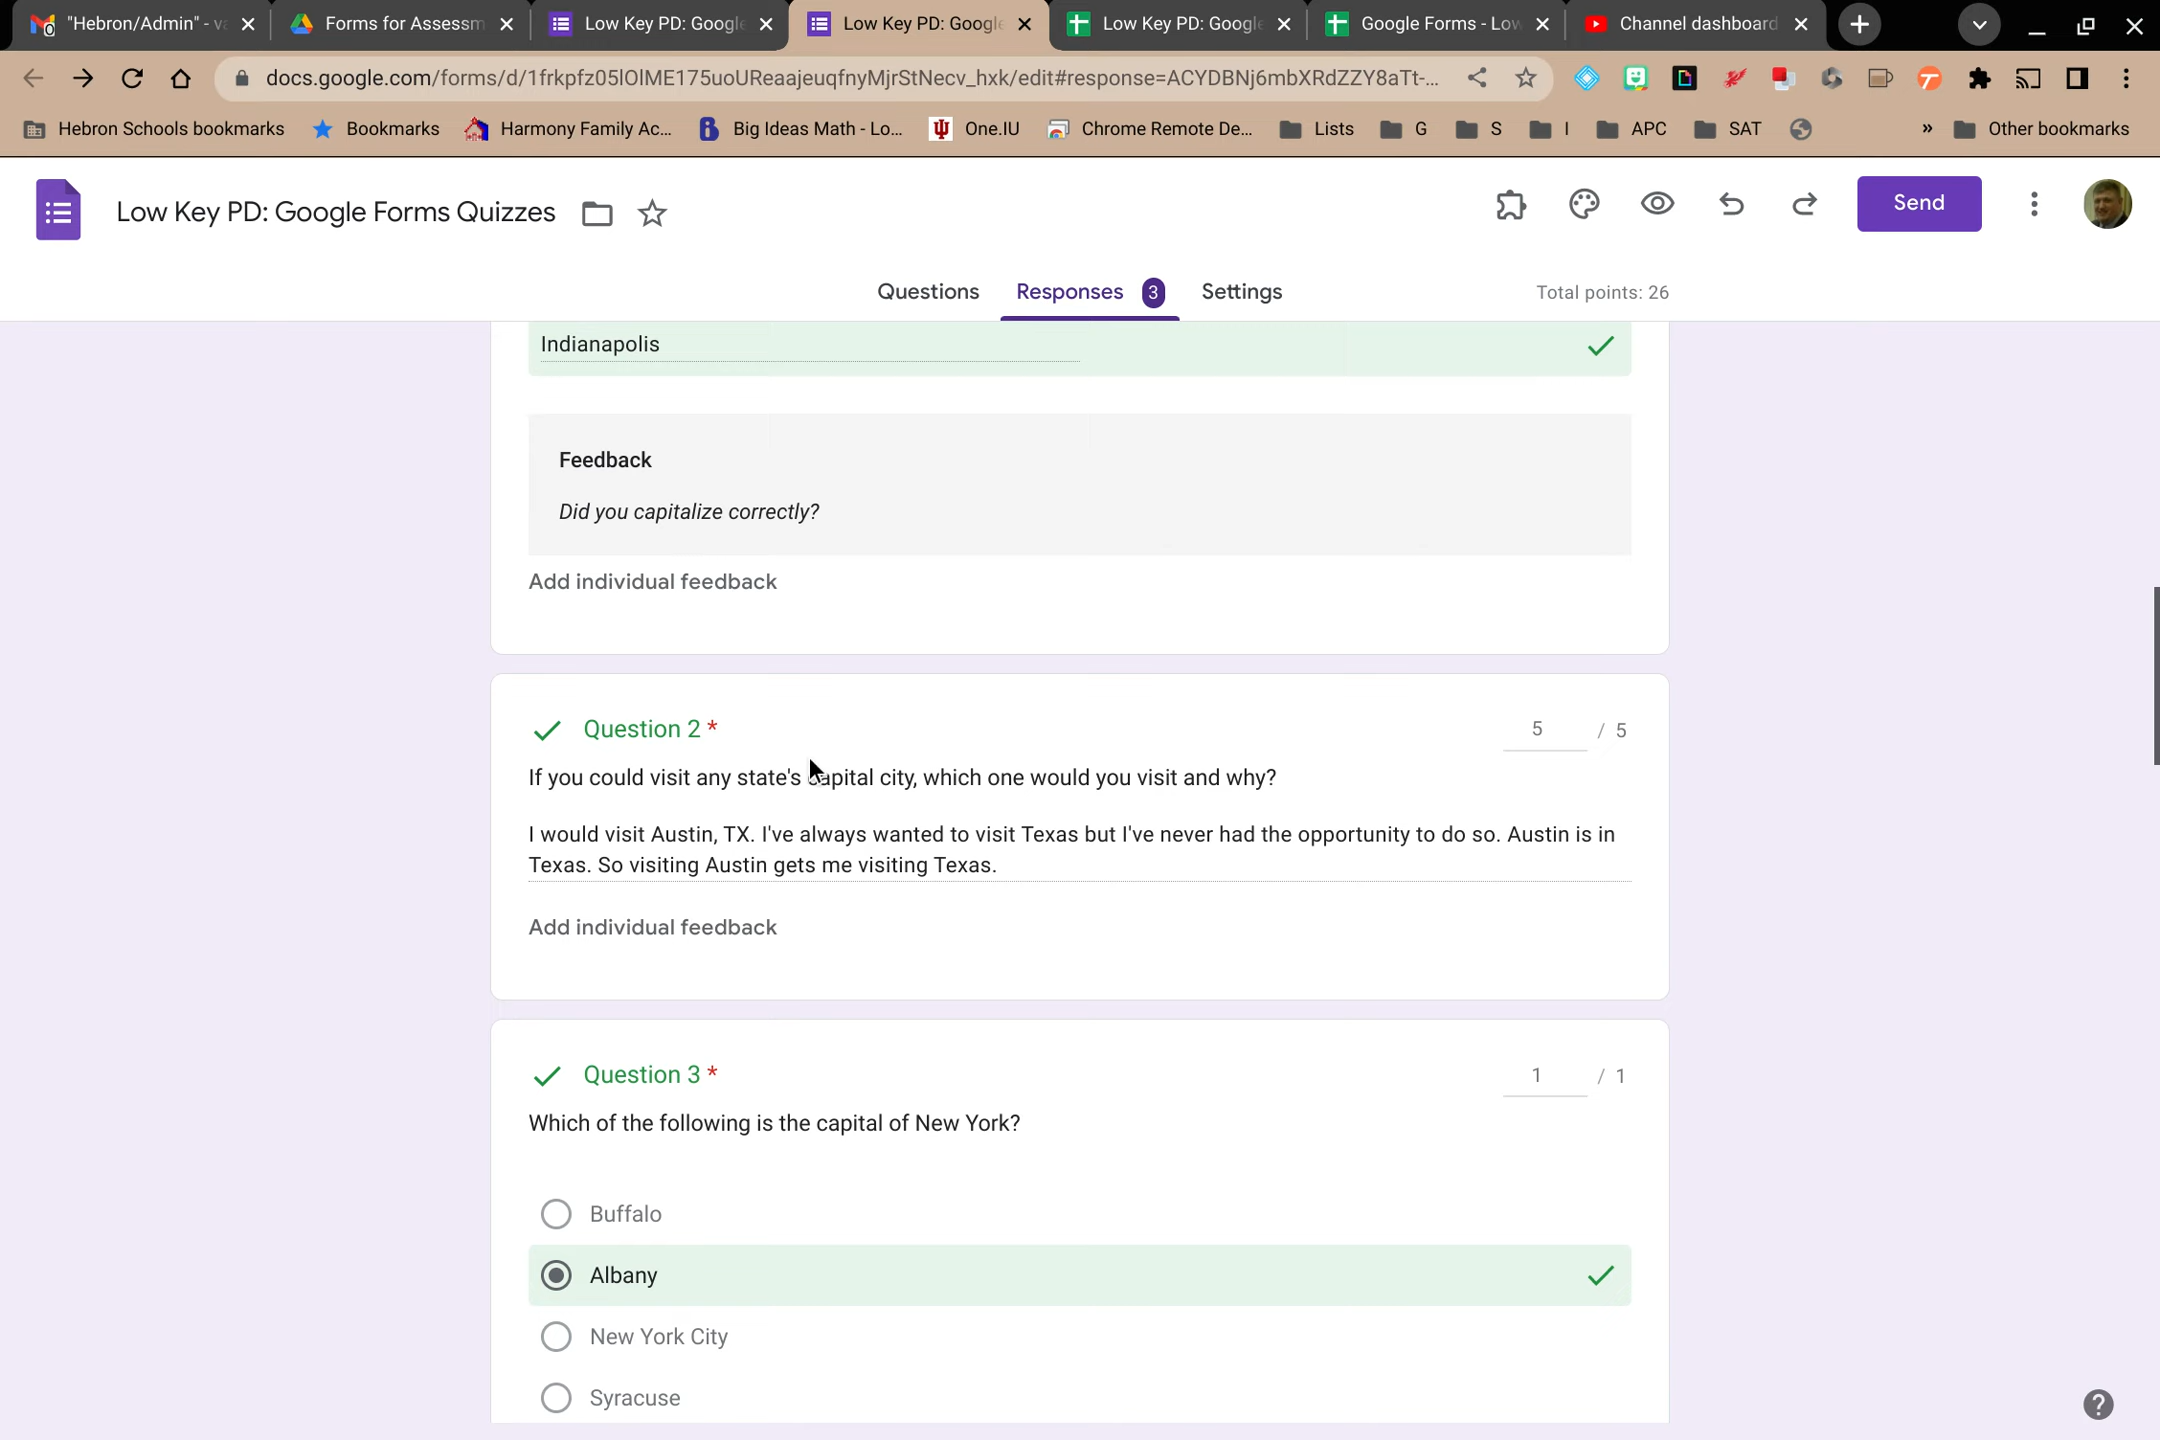 "Hebron/Admin" - va
Forms for Assessm
Low Key PD: Google
Low Key PD: Google
Low Key PD: Google
Google Forms - Low
Channel dashboard
docs.google.com/forms/d/1frkpfz05lOlME175uoUReaajeuqfnyMjrStNecv_hxk/edit#response=ACYDBNj6mbXRdZZY8aTt-...
Hebron Schools bookmarks
Bookmarks
Harmony Family Ac...
Big Ideas Math - Lo...
One.IU
Chrome Remote De...
Lists
G
S
I
APC
SAT
»
Other bookmarks
Low Key PD: Google Forms Quizzes
Send
Questions
Responses 3
Settings
Total points: 26
Indianapolis
Feedback
Did you capitalize correctly?
Add individual feedback
Question 2 *
5 / 5
If you could visit any state's capital city, which one would you visit and why?
I would visit Austin, TX. I've always wanted to visit Texas but I've never had the opportunity to do so. Austin is in
Texas. So visiting Austin gets me visiting Texas.
Add individual feedback
Question 3 *
1 / 1
Which of the following is the capital of New York?
Buffalo
Albany
New York City
Syracuse